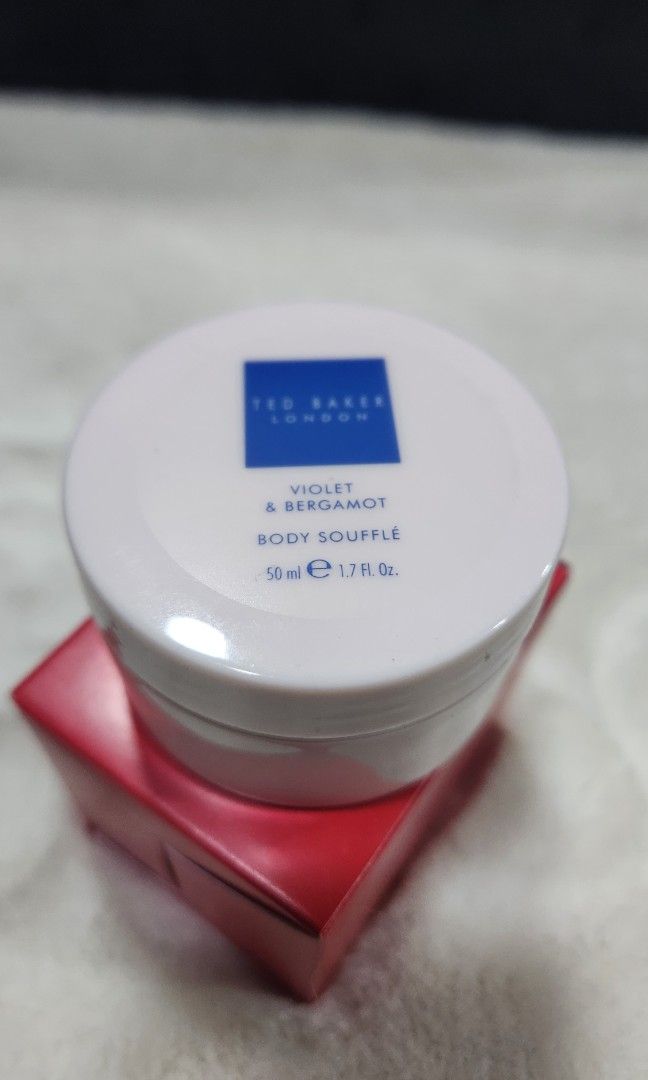 TED BAKER
LONDON
VIOLET
& BERGAMOT
BODY SOUFFLÉ
50 ml ℮ 1.7 Fl. Oz.